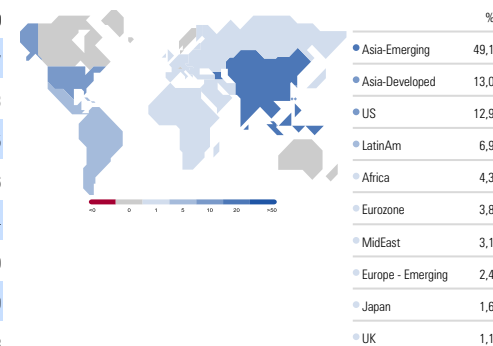 %
Asia-Emerging 49,1
Asia-Developed 13,0
US 12,9
LatinAm 6,9
Africa 4,3
Eurozone 3,8
MidEast 3,1
Europe - Emerging 2,4
Japan 1,6
UK 1,1
<0 0 1 5 10 20 >50